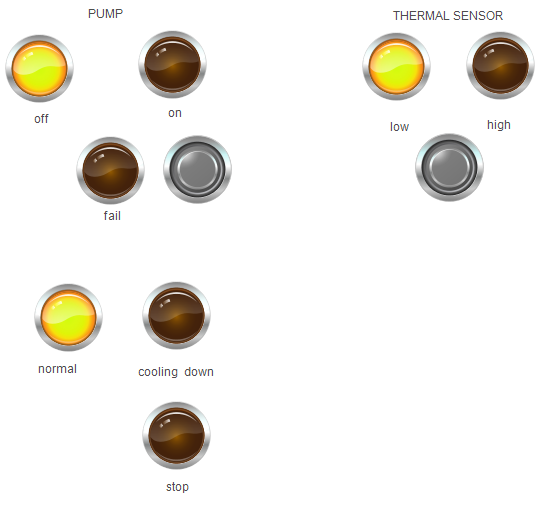 PUMP
THERMAL SENSOR
off
on
low
high
fail
normal
cooling down
stop